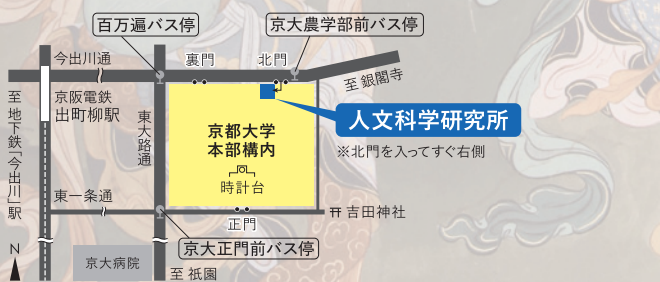 百万遍バス停
京大農学部前バス停
今出川通
裏門
北門
至 銀閣寺
至 地下鉄「今出川」駅
京阪電鉄
出町柳駅
東大路通
京都大学
本部構内
時計台
人文科学研究所
※北門を入ってすぐ右側
東一条通
正門
吉田神社
京大正門前バス停
N
京大病院
至 祇園